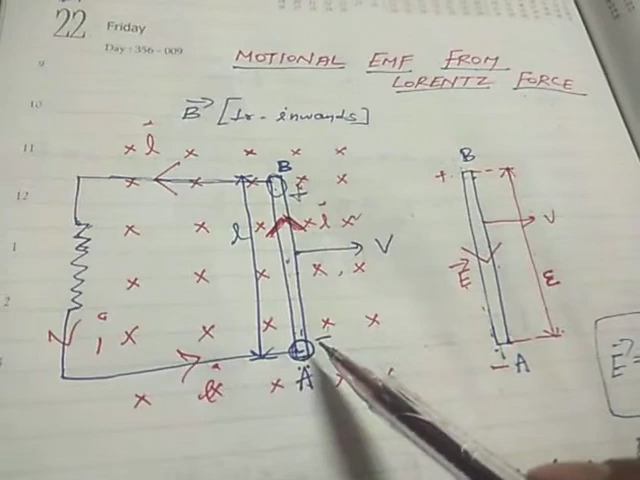 22 Friday
Day : 356 - 009
MOTIONAL EMF FROM
LORENTZ FORCE
9
10
B [Ir - inwards]
11
12
1
2
i
B
+
l
i
V
i
i
-
A
B
+
V
E
ε
- A
E =